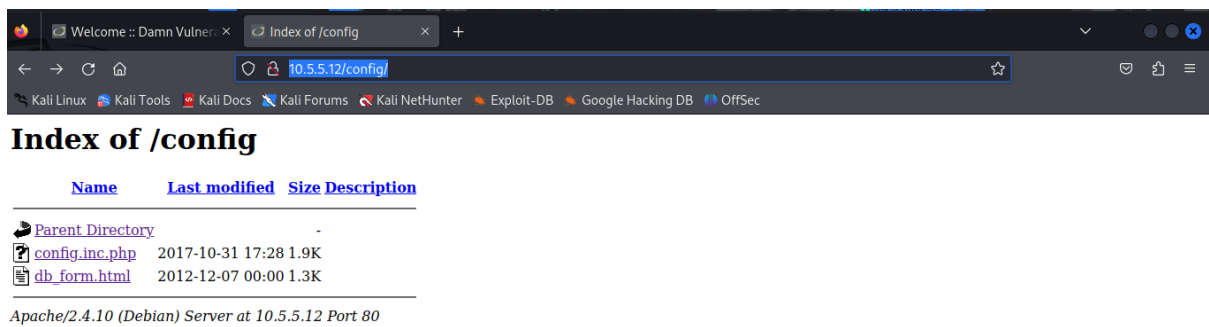 Welcome :: Damn Vulnera Index of /config
10.5.5.12/config/
Kali Linux Kali Tools Kali Docs Kali Forums Kali NetHunter Exploit-DB Google Hacking DB OffSec
Index of /config
Name Last modified Size Description
Parent Directory -
config.inc.php 2017-10-31 17:28 1.9K
db_form.html 2012-12-07 00:00 1.3K
Apache/2.4.10 (Debian) Server at 10.5.5.12 Port 80